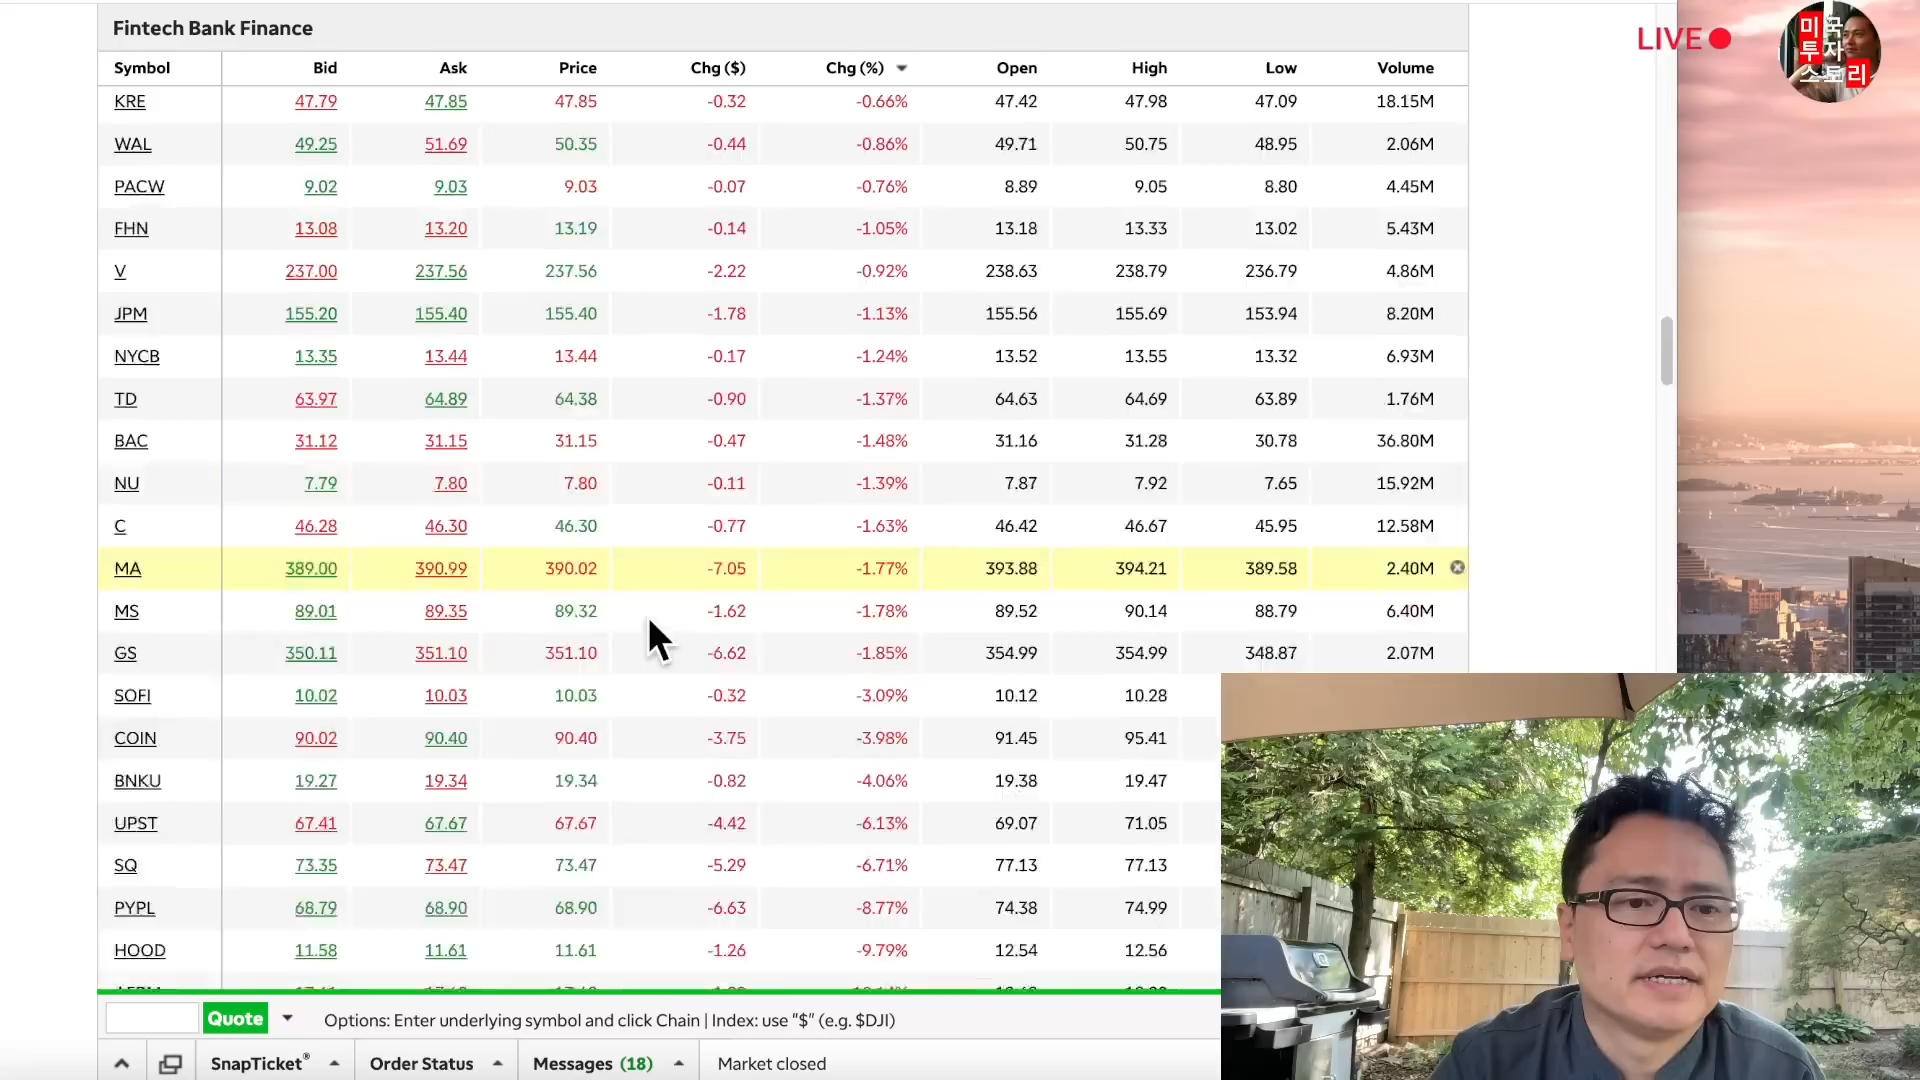 Fintech Bank Finance
LIVE
미국
투자
스토리
Symbol Bid Ask Price Chg ($) Chg (%) Open High Low Volume
KRE 47.79 47.85 47.85 -0.32 -0.66% 47.42 47.98 47.09 18.15M
WAL 49.25 51.69 50.35 -0.44 -0.86% 49.71 50.75 48.95 2.06M
PACW 9.02 9.03 9.03 -0.07 -0.76% 8.89 9.05 8.80 4.45M
FHN 13.08 13.20 13.19 -0.14 -1.05% 13.18 13.33 13.02 5.43M
V 237.00 237.56 237.56 -2.22 -0.92% 238.63 238.79 236.79 4.86M
JPM 155.20 155.40 155.40 -1.78 -1.13% 155.56 155.69 153.94 8.20M
NYCB 13.35 13.44 13.44 -0.17 -1.24% 13.52 13.55 13.32 6.93M
TD 63.97 64.89 64.38 -0.90 -1.37% 64.63 64.69 63.89 1.76M
BAC 31.12 31.15 31.15 -0.47 -1.48% 31.16 31.28 30.78 36.80M
NU 7.79 7.80 7.80 -0.11 -1.39% 7.87 7.92 7.65 15.92M
C 46.28 46.30 46.30 -0.77 -1.63% 46.42 46.67 45.95 12.58M
MA 389.00 390.99 390.02 -7.05 -1.77% 393.88 394.21 389.58 2.40M
MS 89.01 89.35 89.32 -1.62 -1.78% 89.52 90.14 88.79 6.40M
GS 350.11 351.10 351.10 -6.62 -1.85% 354.99 354.99 348.87 2.07M
SOFI 10.02 10.03 10.03 -0.32 -3.09% 10.12 10.28
COIN 90.02 90.40 90.40 -3.75 -3.98% 91.45 95.41
BNKU 19.27 19.34 19.34 -0.82 -4.06% 19.38 19.47
UPST 67.41 67.67 67.67 -4.42 -6.13% 69.07 71.05
SQ 73.35 73.47 73.47 -5.29 -6.71% 77.13 77.13
PYPL 68.79 68.90 68.90 -6.63 -8.77% 74.38 74.99
HOOD 11.58 11.61 11.61 -1.26 -9.79% 12.54 12.56
Quote Options: Enter underlying symbol and click Chain | Index: use "$" (e.g. $DJI)
SnapTicket® Order Status Messages (18) Market closed